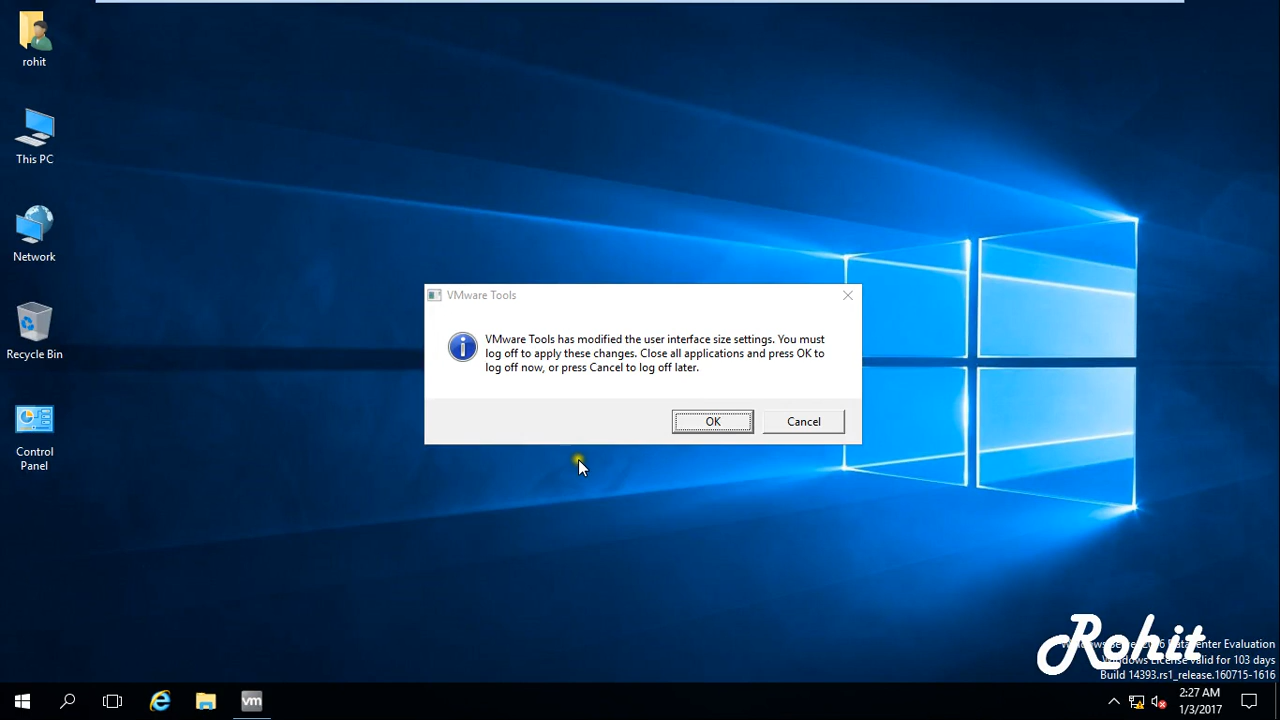 rohit
This PC
Network
Recycle Bin
Control
Panel
VMware Tools
VMware Tools has modified the user interface size settings. You must
log off to apply these changes. Close all applications and press OK to
log off now, or press Cancel to log off later.
OK
Cancel
Rohit
Windows Server 2016 Datacenter Evaluation
Windows License valid for 103 days
Build 14393.rs1_release.160715-1616
vm
2:27 AM
1/3/2017